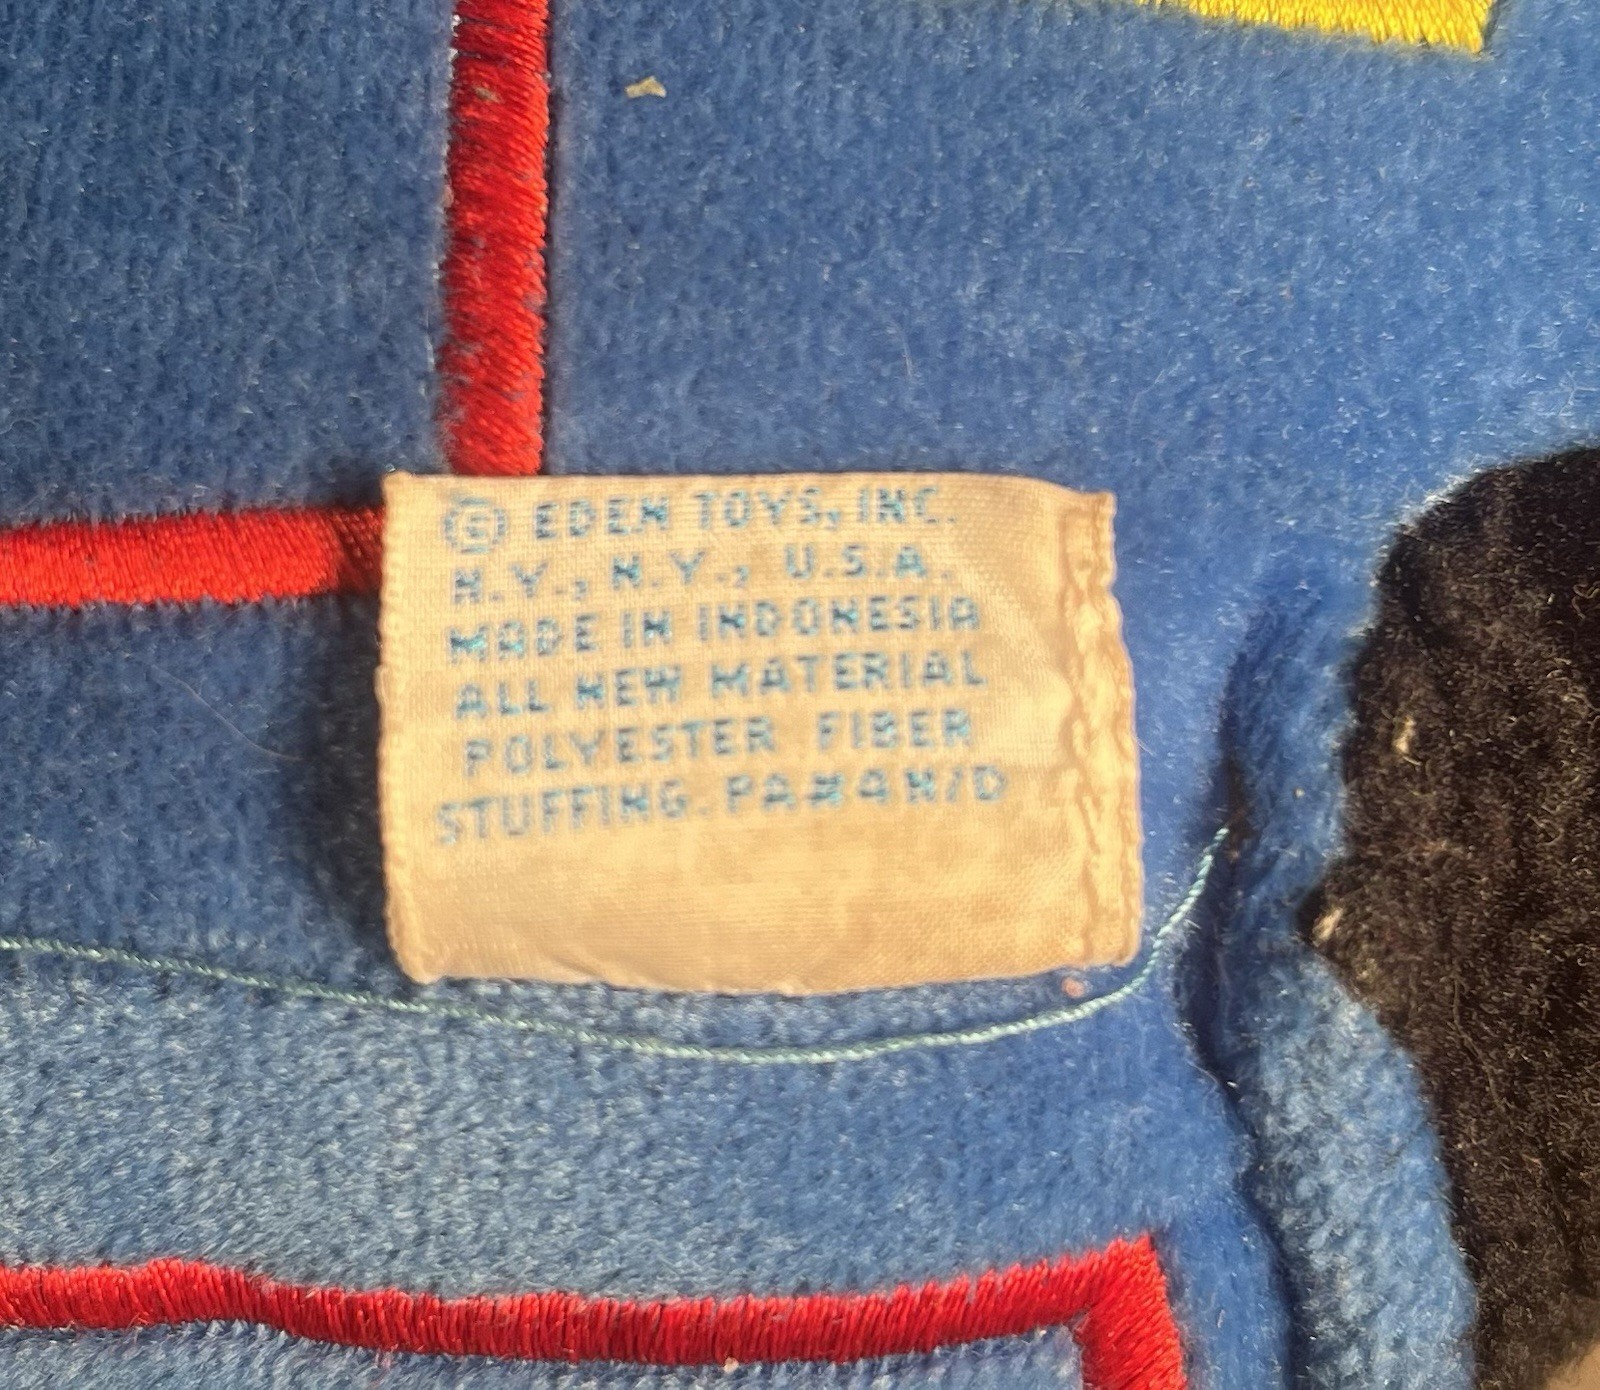 © EDEN TOYS, INC.
N.Y., N.Y., U.S.A.
MADE IN INDONESIA
ALL NEW MATERIAL
POLYESTER FIBER
STUFFING. PA#4N/D